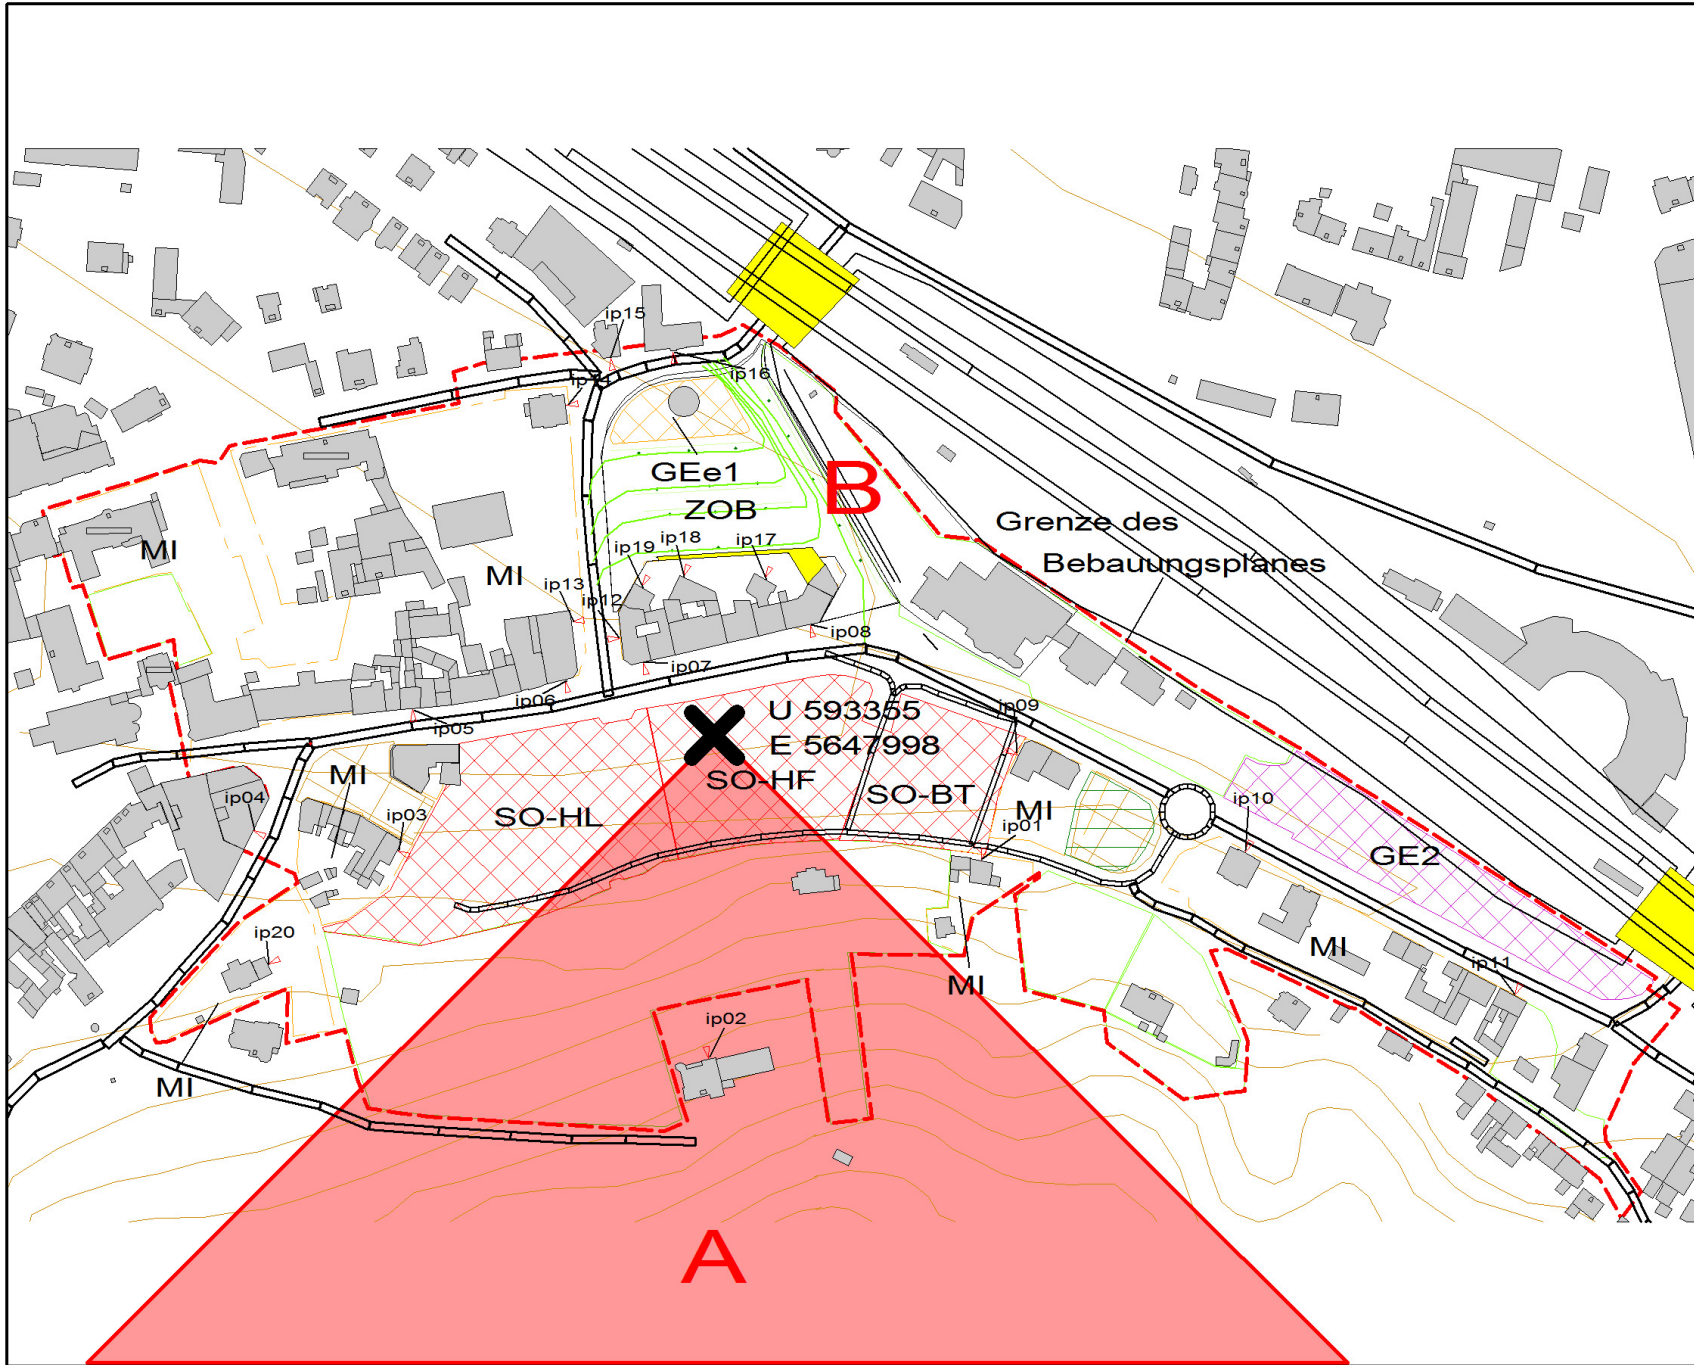 ip15
ip14
ip16
GEe1
B
ZOB
Grenze des
Bebauungsplanes
MI
MI
ip19
ip18
ip17
ip13
ip12
ip08
ip07
ip06
ip05
U 593355
E 5647998
ip09
SO-HF
SO-BT
SO-HL
MI
MI
ip04
ip03
ip01
ip10
GE2
ip20
MI
MI
ip11
ip02
MI
A